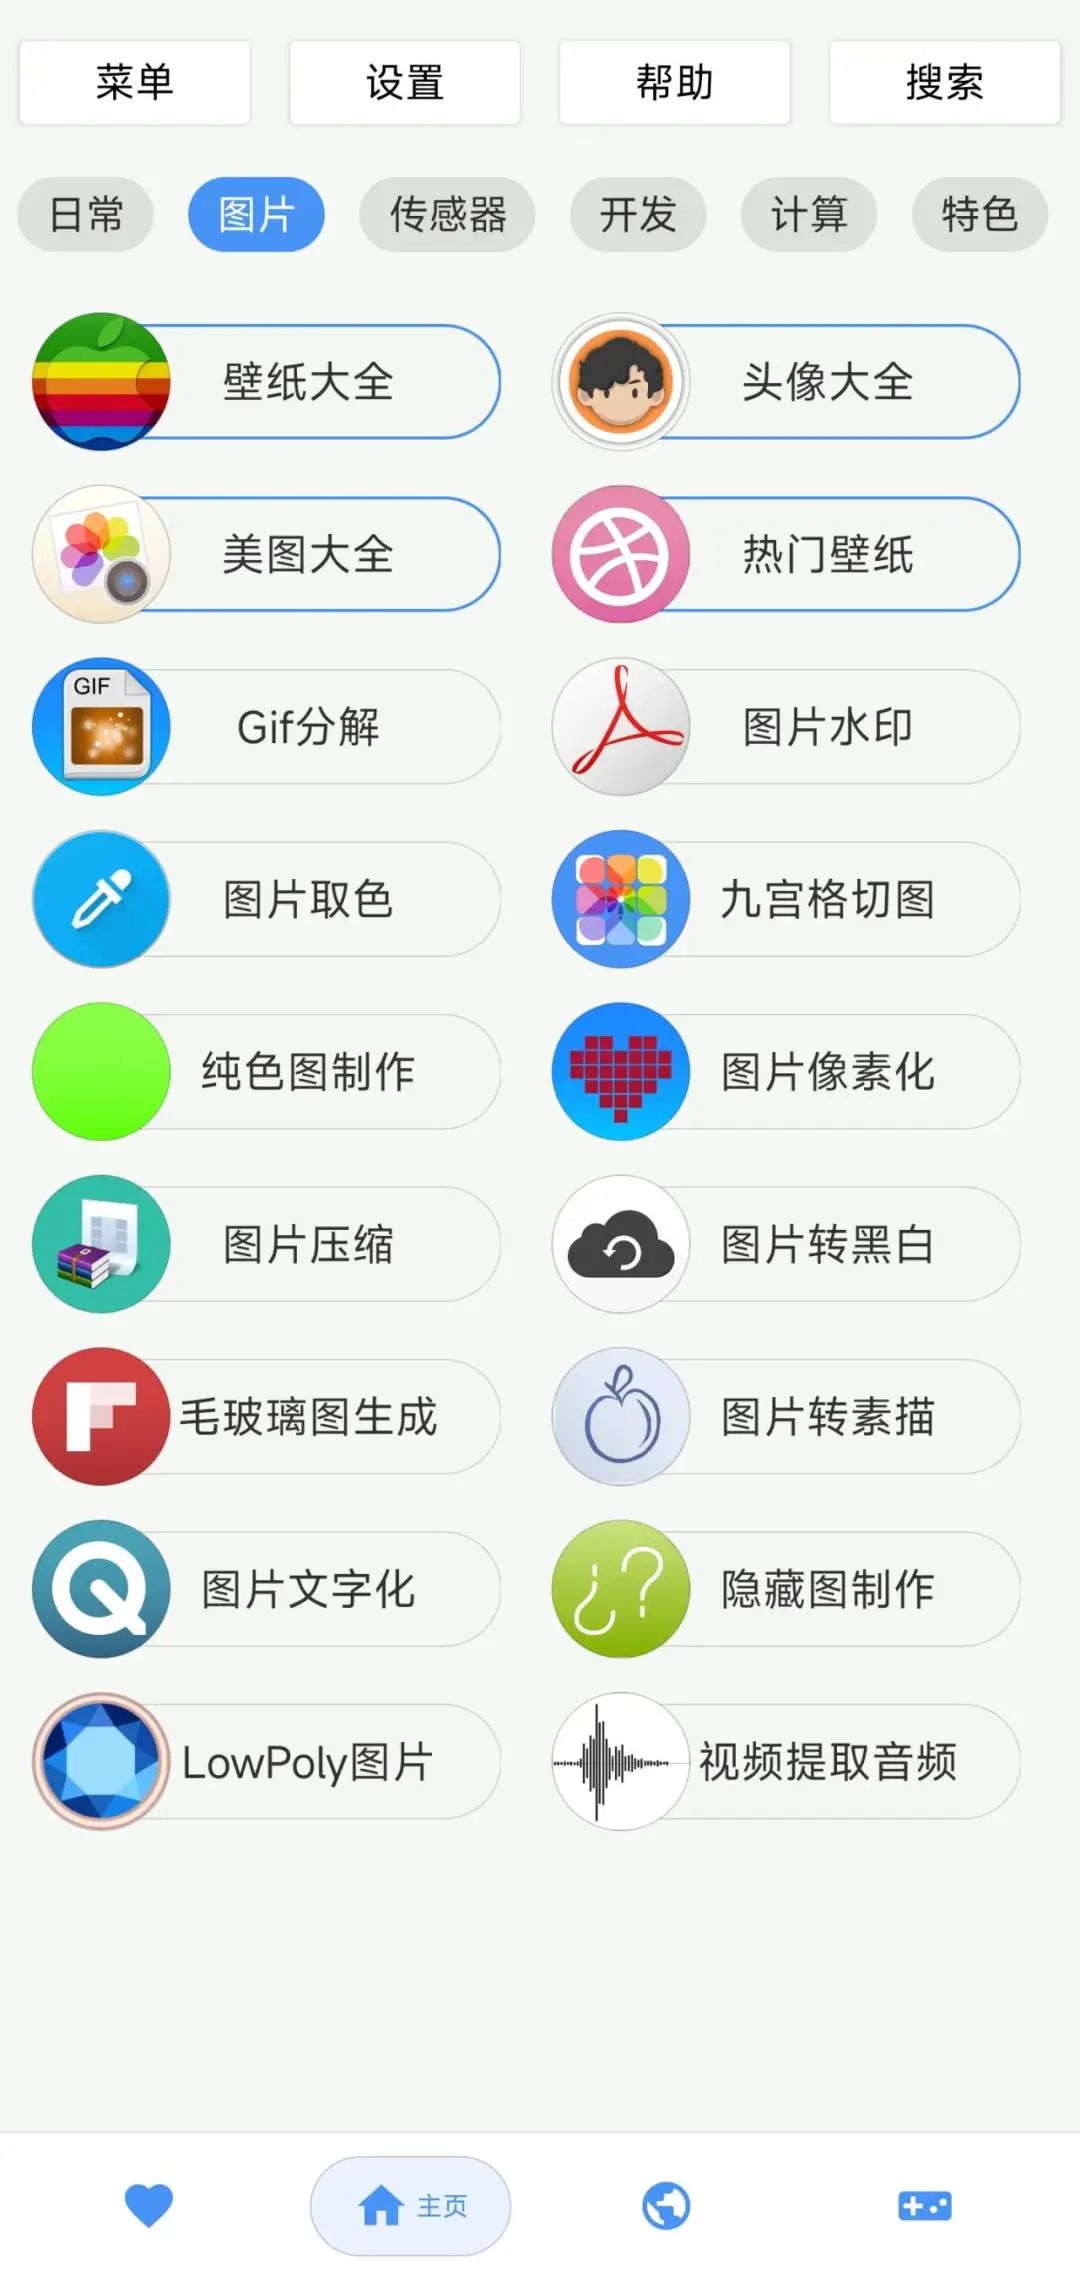 菜单 设置 帮助 搜索
日常 图片 传感器 开发 计算 特色
壁纸大全 头像大全
美图大全 热门壁纸
GIF
Gif分解 图片水印
图片取色 九宫格切图
纯色图制作 图片像素化
图片压缩 图片转黑白
毛玻璃图生成 图片转素描
图片文字化 隐藏图制作
LowPoly图片 视频提取音频
主页